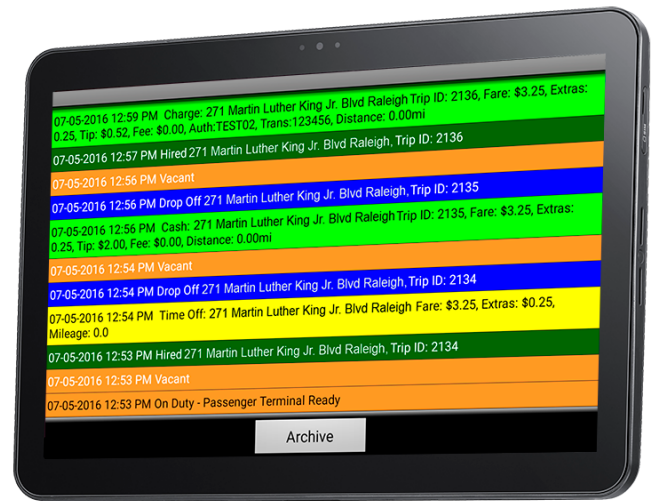 07-05-2016 12:59 PM Charge: 271 Martin Luther King Jr. Blvd Raleigh Trip ID: 2136, Fare: $3.25, Extras:
0.25, Tip: $0.52, Fee: $0.00, Auth:TEST02, Trans:123456, Distance: 0.00mi
07-05-2016 12:57 PM Hired 271 Martin Luther King Jr. Blvd Raleigh, Trip ID: 2136
07-05-2016 12:56 PM Vacant
07-05-2016 12:56 PM Drop Off 271 Martin Luther King Jr. Blvd Raleigh, Trip ID: 2135
07-05-2016 12:56 PM Cash: 271 Martin Luther King Jr. Blvd Raleigh Trip ID: 2135, Fare: $3.25, Extras:
0.25, Tip: $2.00, Fee: $0.00, Distance: 0.00mi
07-05-2016 12:54 PM Vacant
07-05-2016 12:54 PM Drop Off 271 Martin Luther King Jr. Blvd Raleigh, Trip ID: 2134
07-05-2016 12:54 PM Time Off: 271 Martin Luther King Jr. Blvd Raleigh Fare: $3.25, Extras: $0.25,
Mileage: 0.0
07-05-2016 12:53 PM Hired 271 Martin Luther King Jr. Blvd Raleigh, Trip ID: 2134
07-05-2016 12:53 PM Vacant
07-05-2016 12:53 PM On Duty - Passenger Terminal Ready
Archive